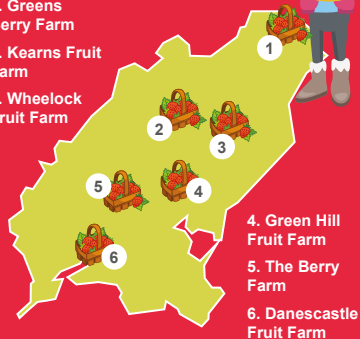 . Greens
erry Farm
. Kearns Fruit
arm
. Wheelock
ruit Farm
1
2
3
4
5
6
4. Green Hill
Fruit Farm
5. The Berry
Farm
6. Danescastle
Fruit Farm